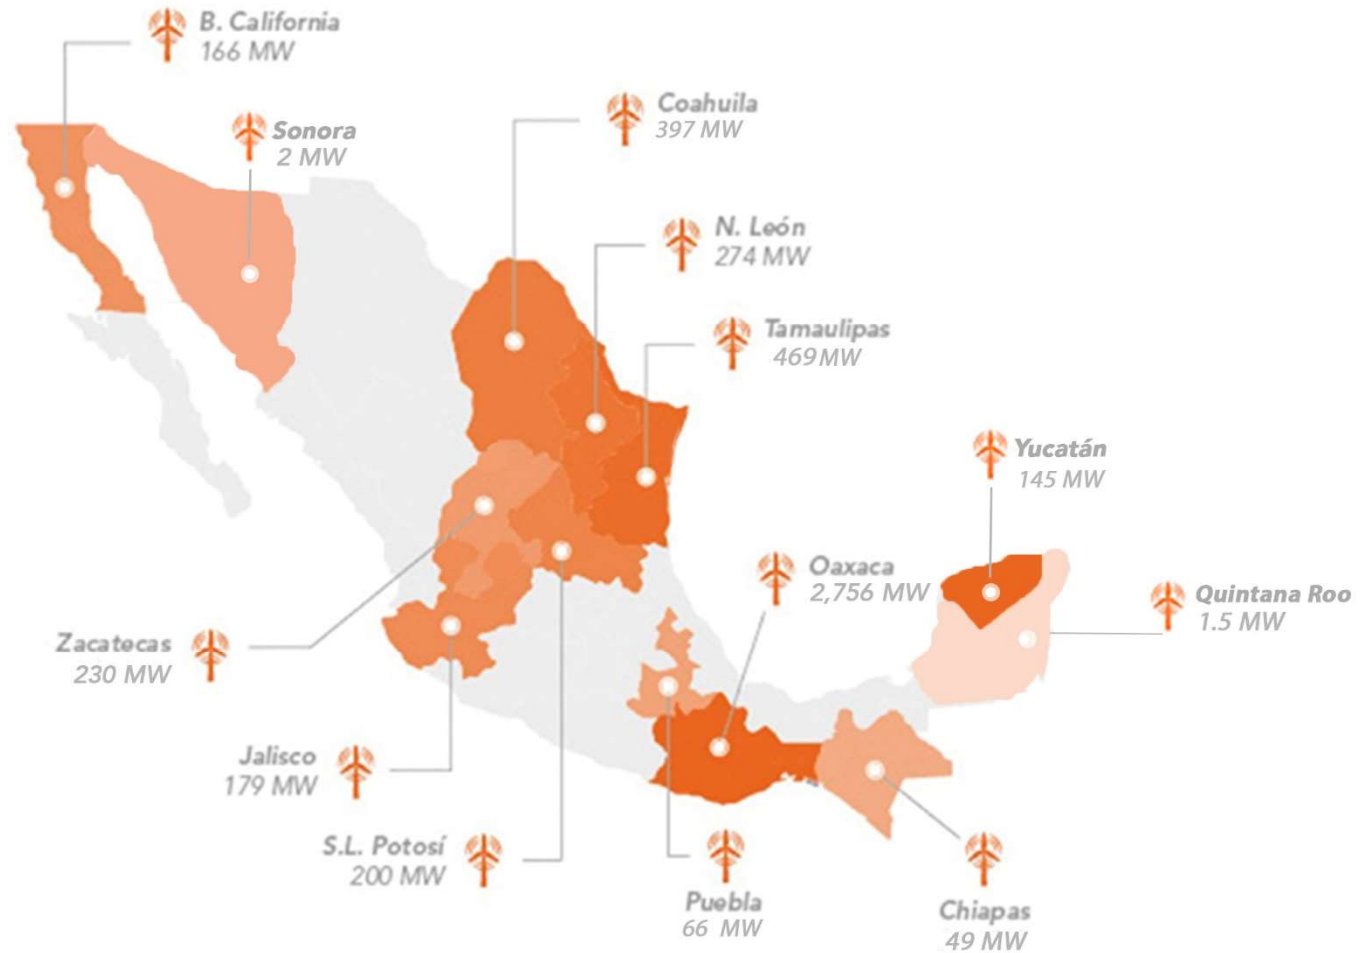 B. California
166 MW
Sonora
2 MW
Coahuila
397 MW
N. León
274 MW
Tamaulipas
469 MW
Yucatán
145 MW
Oaxaca
2,756 MW
Quintana Roo
1.5 MW
Zacatecas
230 MW
Jalisco
179 MW
S.L. Potosí
200 MW
Puebla
66 MW
Chiapas
49 MW